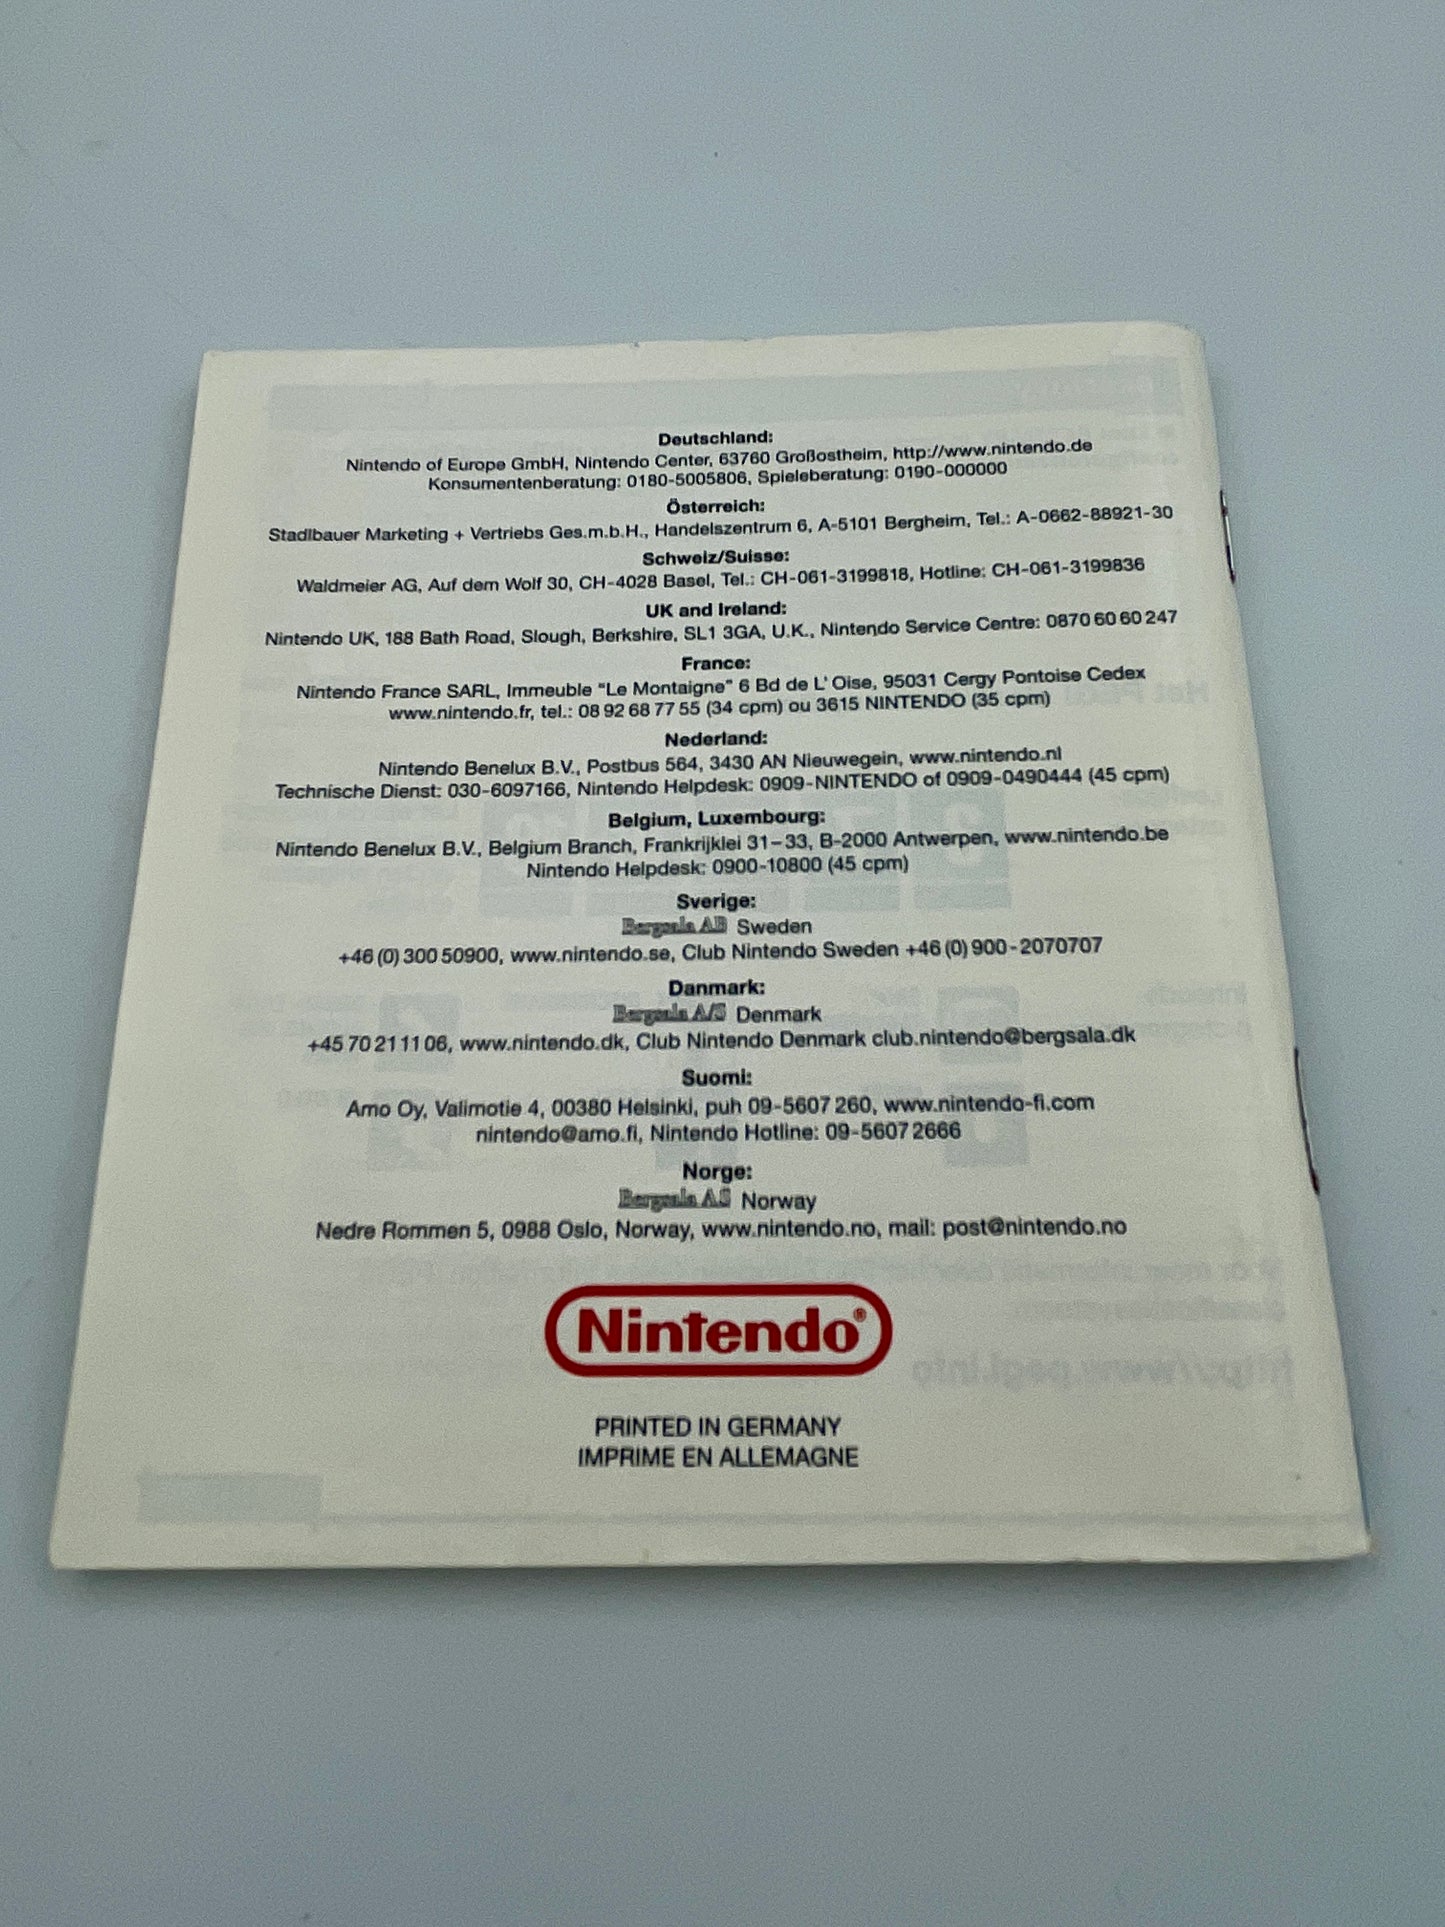 Deutschland:
Nintendo of Europe GmbH, Nintendo Center, 63760 Großostheim, http://www.nintendo.de
Konsumentenberatung: 0180-5005806, Spieleberatung: 0190-000000
Österreich:
Stadlbauer Marketing + Vertriebs Ges.m.b.H., Handelszentrum 6, A-5101 Bergheim, Tel.: A-0662-88921-30
Schweiz/Suisse:
Waldmeier AG, Auf dem Wolf 30, CH-4028 Basel, Tel.: CH-061-3199818, Hotline: CH-061-3199836
UK and Ireland:
Nintendo UK, 188 Bath Road, Slough, Berkshire, SL1 3GA, U.K., Nintendo Service Centre: 0870 60 60 247
France:
Nintendo France SARL, Immeuble "Le Montaigne" 6 Bd de L' Oise, 95031 Cergy Pontoise Cedex
www.nintendo.fr, tel.: 08 92 68 77 55 (34 cpm) ou 3615 NINTENDO (35 cpm)
Nederland:
Nintendo Benelux B.V., Postbus 564, 3430 AN Nieuwegein, www.nintendo.nl
Technische Dienst: 030-6097166, Nintendo Helpdesk: 0909-NINTENDO of 0909-0490444 (45 cpm)
Belgium, Luxembourg:
Nintendo Benelux B.V., Belgium Branch, Frankrijklei 31–33, B-2000 Antwerpen, www.nintendo.be
Nintendo Helpdesk: 0900-10800 (45 cpm)
Sverige:
Bergsala AB Sweden
+46 (0) 300 50900, www.nintendo.se, Club Nintendo Sweden +46 (0) 900-2070707
Danmark:
Bergsala A/S Denmark
+45 70 21 11 06, www.nintendo.dk, Club Nintendo Denmark club.nintendo@bergsala.dk
Suomi:
Amo Oy, Valimotie 4, 00380 Helsinki, puh 09-5607 260, www.nintendo-fi.com
nintendo@amo.fi, Nintendo Hotline: 09-5607 2666
Norge:
Bergsala AS Norway
Nedre Rommen 5, 0988 Oslo, Norway, www.nintendo.no, mail: post@nintendo.no
Nintendo®
PRINTED IN GERMANY
IMPRIME EN ALLEMAGNE